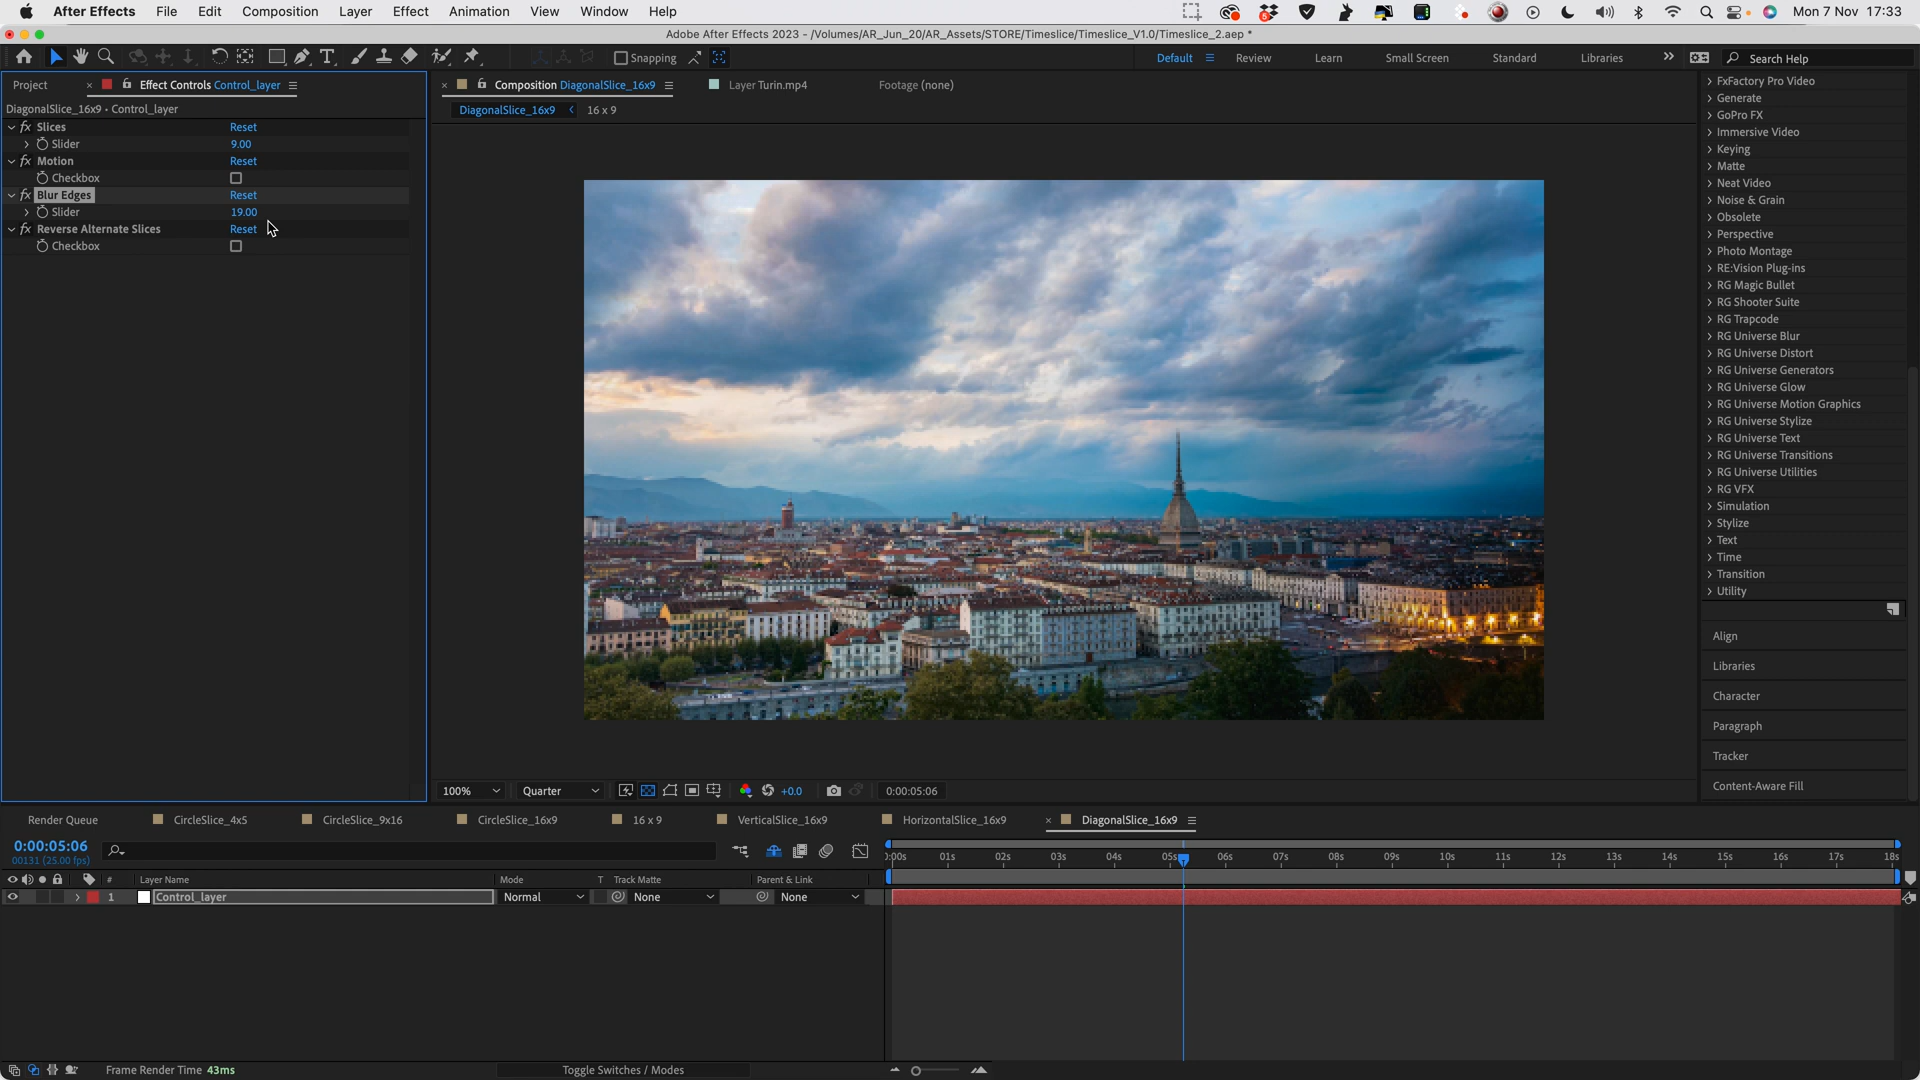 After Effects File Edit Composition Layer Effect Animation View Window Help Mon 7 Nov 17:33
Adobe After Effects 2023 - /Volumes/AR_Jun_20/AR_Assets/STORE/Timeslice/Timeslice_V1.0/Timeslice_2.aep *
Snapping Default Review Learn Small Screen Standard Libraries Search Help
Project Effect Controls Control_layer
DiagonalSlice_16x9 • Control_layer
fx Slices Reset
Slider 9.00
fx Motion Reset
Checkbox
fx Blur Edges Reset
Slider 19.00
fx Reverse Alternate Slices Reset
Checkbox
Composition DiagonalSlice_16x9 Layer Turin.mp4 Footage (none)
DiagonalSlice_16x9 16 x 9
100% Quarter +0.0 0:00:05:06
FxFactory Pro Video
Generate
GoPro FX
Immersive Video
Keying
Matte
Neat Video
Noise & Grain
Obsolete
Perspective
Photo Montage
RE:Vision Plug-ins
RG Magic Bullet
RG Shooter Suite
RG Trapcode
RG Universe Blur
RG Universe Distort
RG Universe Generators
RG Universe Glow
RG Universe Motion Graphics
RG Universe Stylize
RG Universe Text
RG Universe Transitions
RG Universe Utilities
RG VFX
Simulation
Stylize
Text
Time
Transition
Utility
Align
Libraries
Character
Paragraph
Tracker
Content-Aware Fill
Render Queue CircleSlice_4x5 CircleSlice_9x16 CircleSlice_16x9 16 x 9 VerticalSlice_16x9 HorizontalSlice_16x9 DiagonalSlice_16x9
0:00:05:06
00131 (25.00 fps)
:00s 01s 02s 03s 04s 05s 06s 07s 08s 09s 10s 11s 12s 13s 14s 15s 16s 17s 18s
# Layer Name Mode T Track Matte Parent & Link
1 Control_layer Normal None None
Frame Render Time 43ms Toggle Switches / Modes